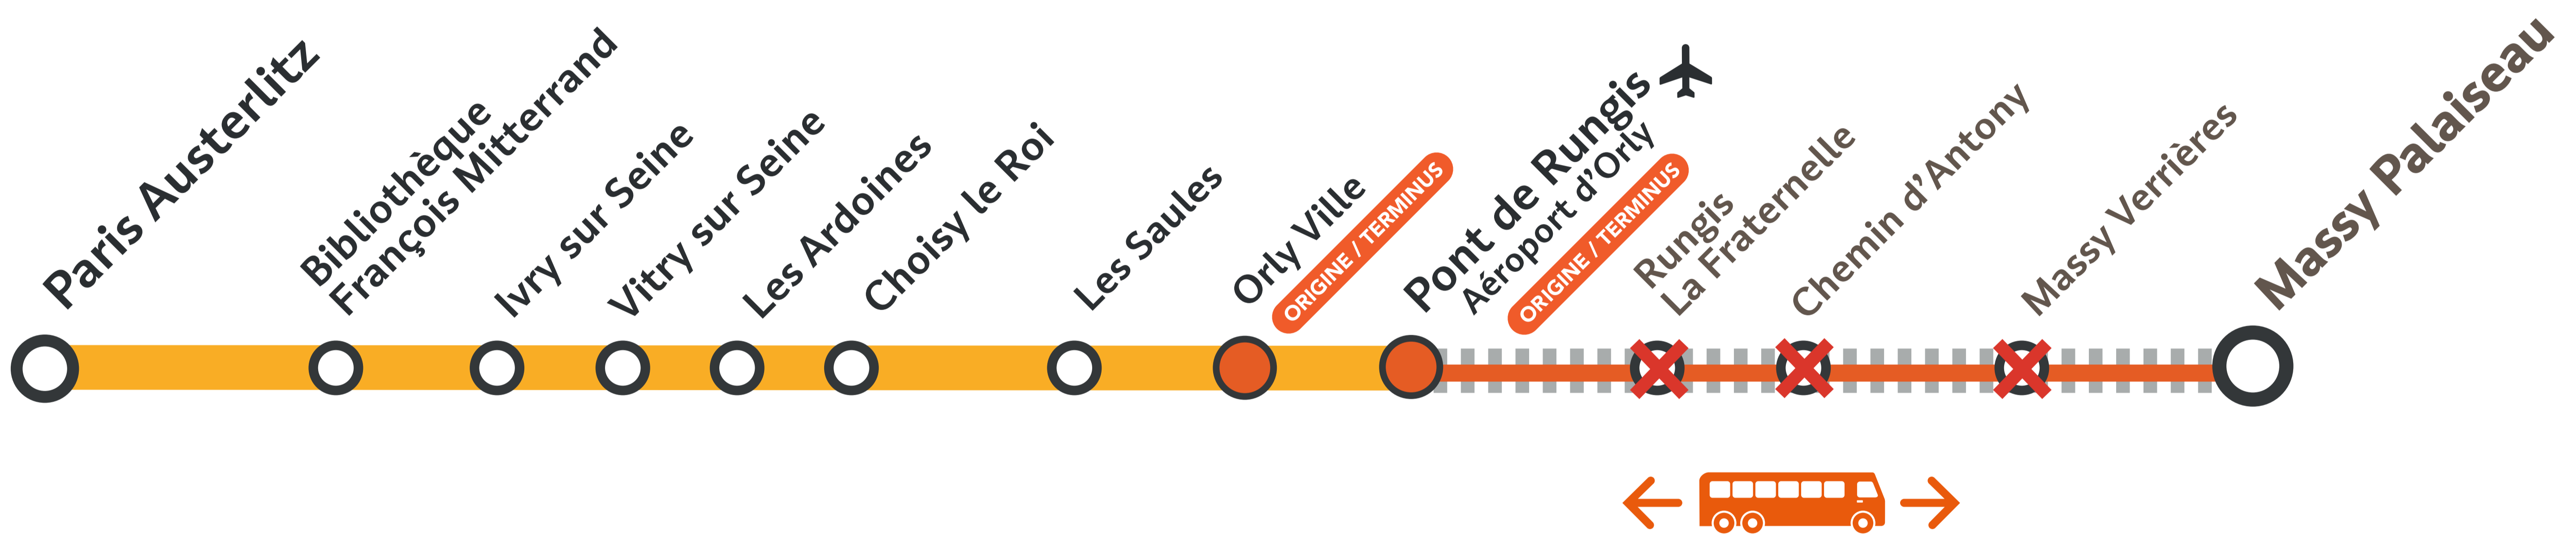 Paris Austerlitz
Bibliothèque
François Mitterrand
Ivry sur Seine
Vitry sur Seine
Les Ardoines
Choisy le Roi
Les Saules
Orly Ville
ORIGINE / TERMINUS
Pont de Rungis
Aéroport d’Orly
ORIGINE / TERMINUS
Rungis
La Fraternelle
Chemin d’Antony
Massy Verrières
Massy Palaiseau